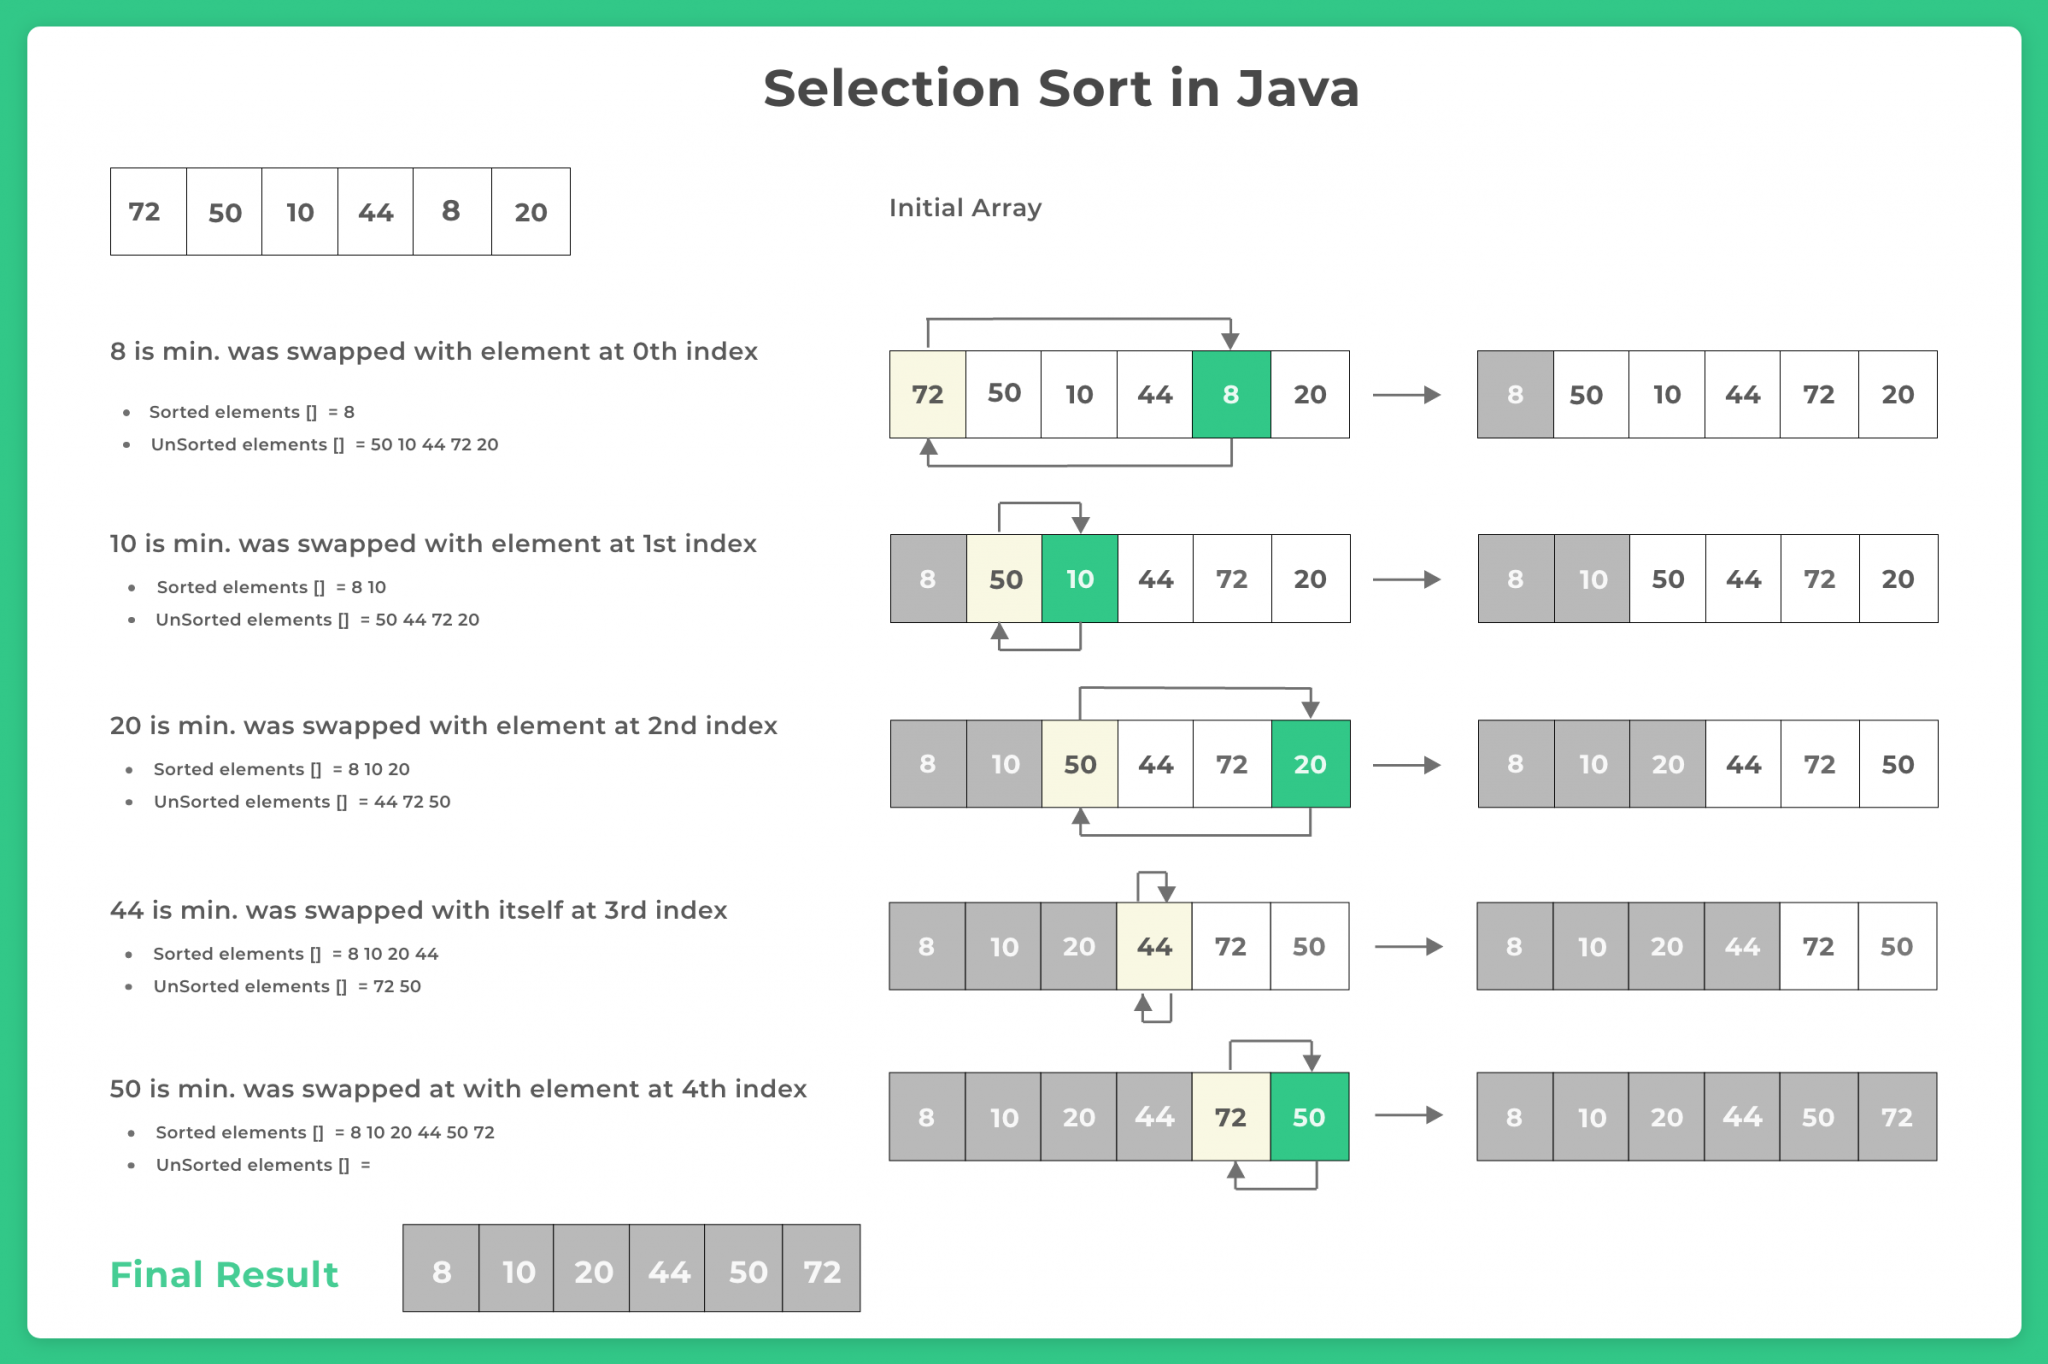 Selection Sort in Java
72 50 10 44 8 20
Initial Array
8 is min. was swapped with element at 0th index
• Sorted elements [] = 8
• UnSorted elements [] = 50 10 44 72 20
72 50 10 44 8 20
8 50 10 44 72 20
10 is min. was swapped with element at 1st index
• Sorted elements [] = 8 10
• UnSorted elements [] = 50 44 72 20
8 50 10 44 72 20
8 10 50 44 72 20
20 is min. was swapped with element at 2nd index
• Sorted elements [] = 8 10 20
• UnSorted elements [] = 44 72 50
8 10 50 44 72 20
8 10 20 44 72 50
44 is min. was swapped with itself at 3rd index
• Sorted elements [] = 8 10 20 44
• UnSorted elements [] = 72 50
8 10 20 44 72 50
8 10 20 44 72 50
50 is min. was swapped at with element at 4th index
• Sorted elements [] = 8 10 20 44 50 72
• UnSorted elements [] =
8 10 20 44 72 50
8 10 20 44 50 72
Final Result
8 10 20 44 50 72